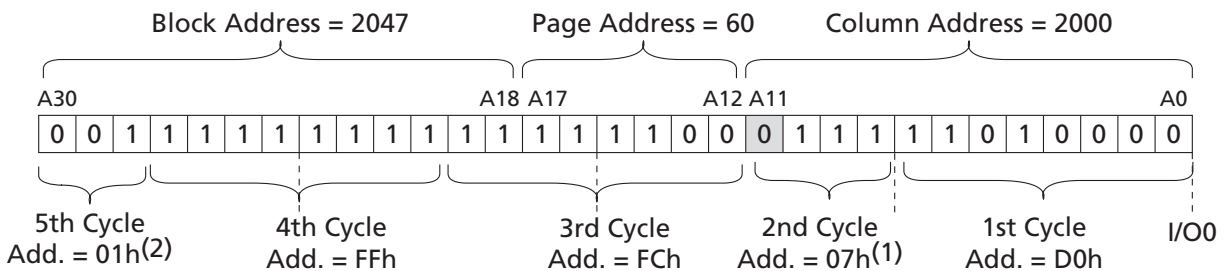 Block Address = 2047 Page Address = 60 Column Address = 2000
A30 A18 A17 A12 A11 A0
0 0 1 1 1 1 1 1 1 1 1 1 1 1 1 1 1 0 0 0 1 1 1 1 1 0 1 0 0 0 0
5th Cycle 4th Cycle 3rd Cycle 2nd Cycle 1st Cycle I/O0
Add. = 01h(2) Add. = FFh Add. = FCh Add. = 07h(1) Add. = D0h